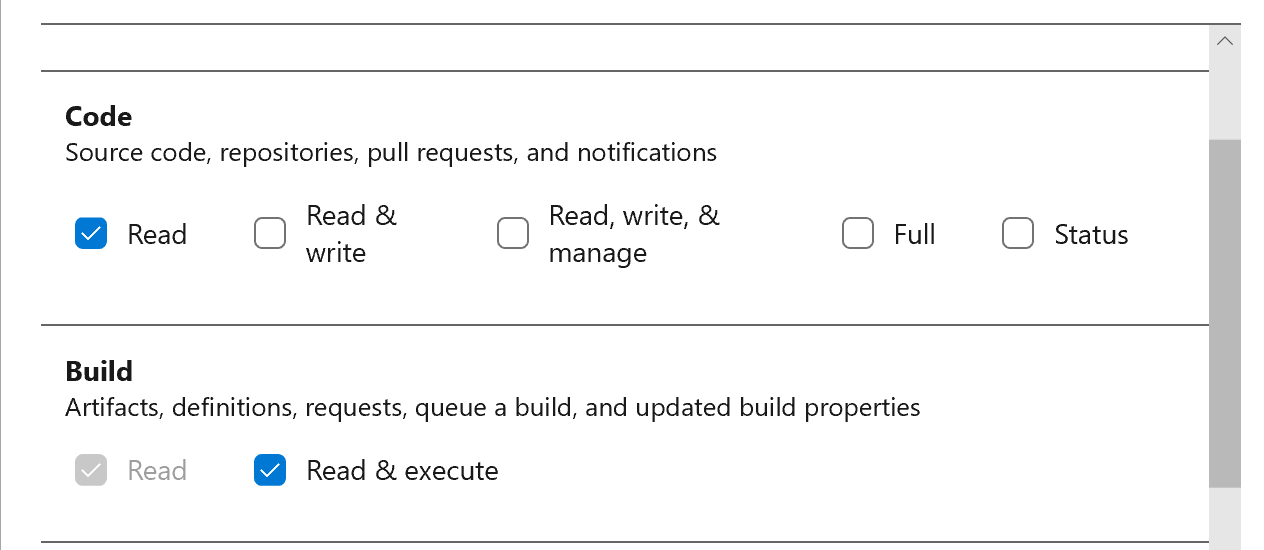 Code
Source code, repositories, pull requests, and notifications
Read
Read &
write
Read, write, &
manage
Full
Status
Build
Artifacts, definitions, requests, queue a build, and updated build properties
Read
Read & execute